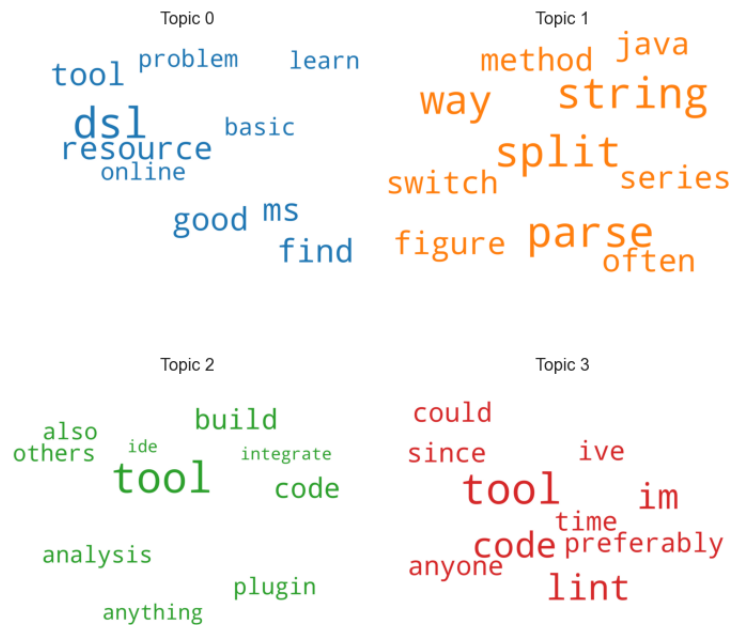 Topic 0
problem
learn
tool
dsl
basic
resource
online
ms
good
find
Topic 1
java
method
string
way
split
series
switch
parse
figure
often
Topic 2
build
also
ide
integrate
others
tool
code
analysis
plugin
anything
Topic 3
could
since
ive
tool
im
time
code
preferably
anyone
lint